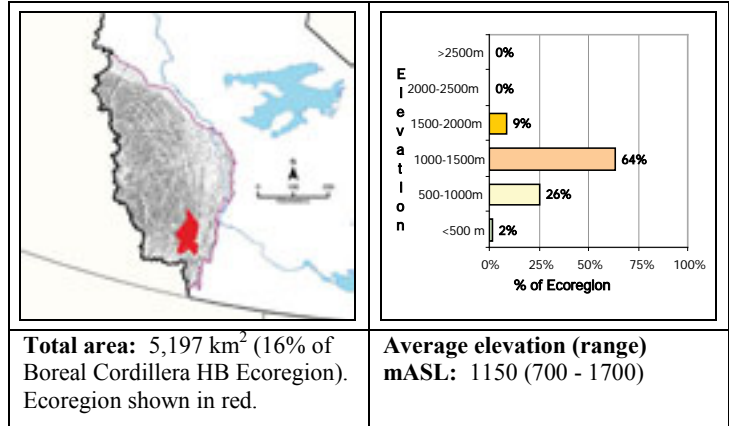 >2500m 0%
2000-2500m 0%
1500-2000m 9%
1000-1500m 64%
500-1000m 26%
<500 m 2%
Elevation
0% 25% 50% 75% 100%
% of Ecoregion
Total area: 5,197 km² (16% of
Boreal Cordillera HB Ecoregion).
Ecoregion shown in red.
Average elevation (range)
mASL: 1150 (700 - 1700)